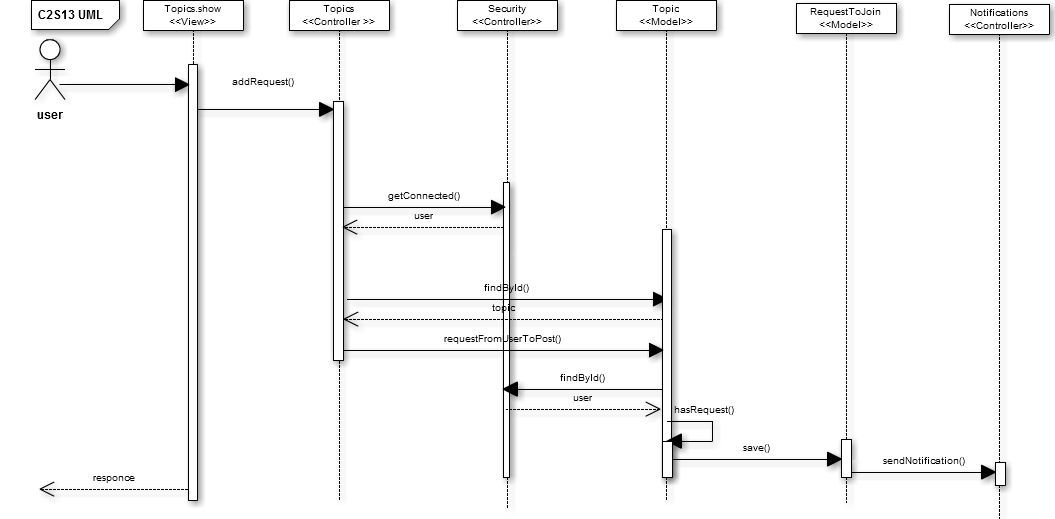 C2S13 UML
Topics.show
<<View>>
Topics
<<Controller >>
Security
<<Controller>>
Topic
<<Model>>
RequestToJoin
<<Model>>
Notifications
<<Controller>>
user
addRequest()
getConnected()
user
findById()
topic
requestFromUserToPost()
findById()
user
hasRequest()
save()
sendNotification()
responce